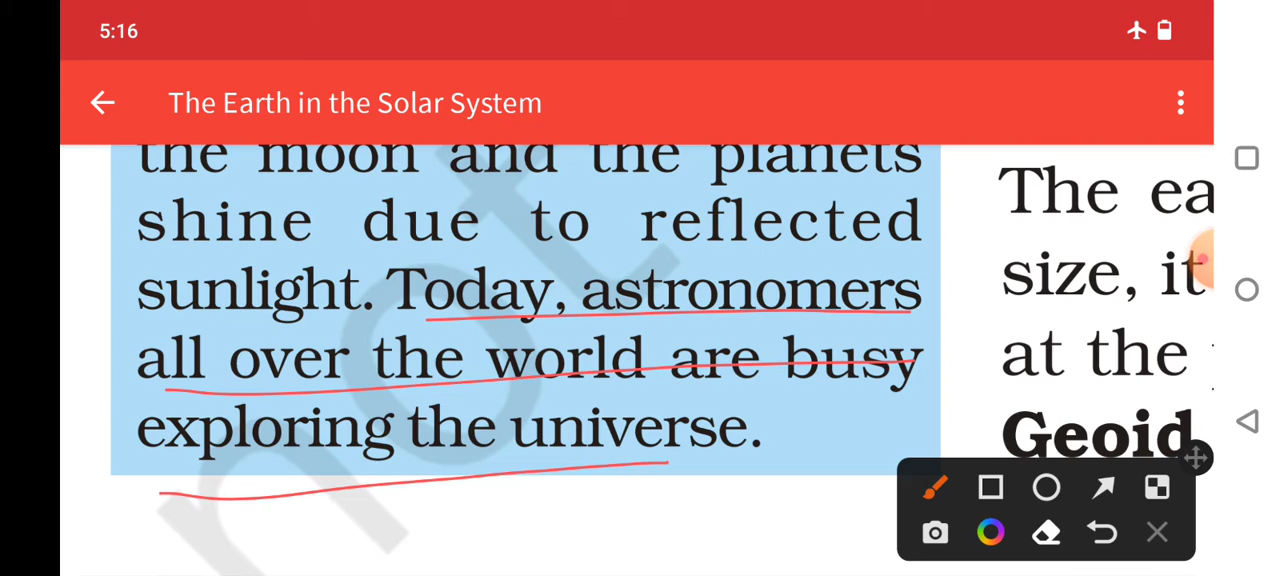 5:16
The Earth in the Solar System
the moon and the planets
shine due to reflected
sunlight. Today, astronomers
all over the world are busy
exploring the universe.
The ea
size, it
at the
Geoid
not